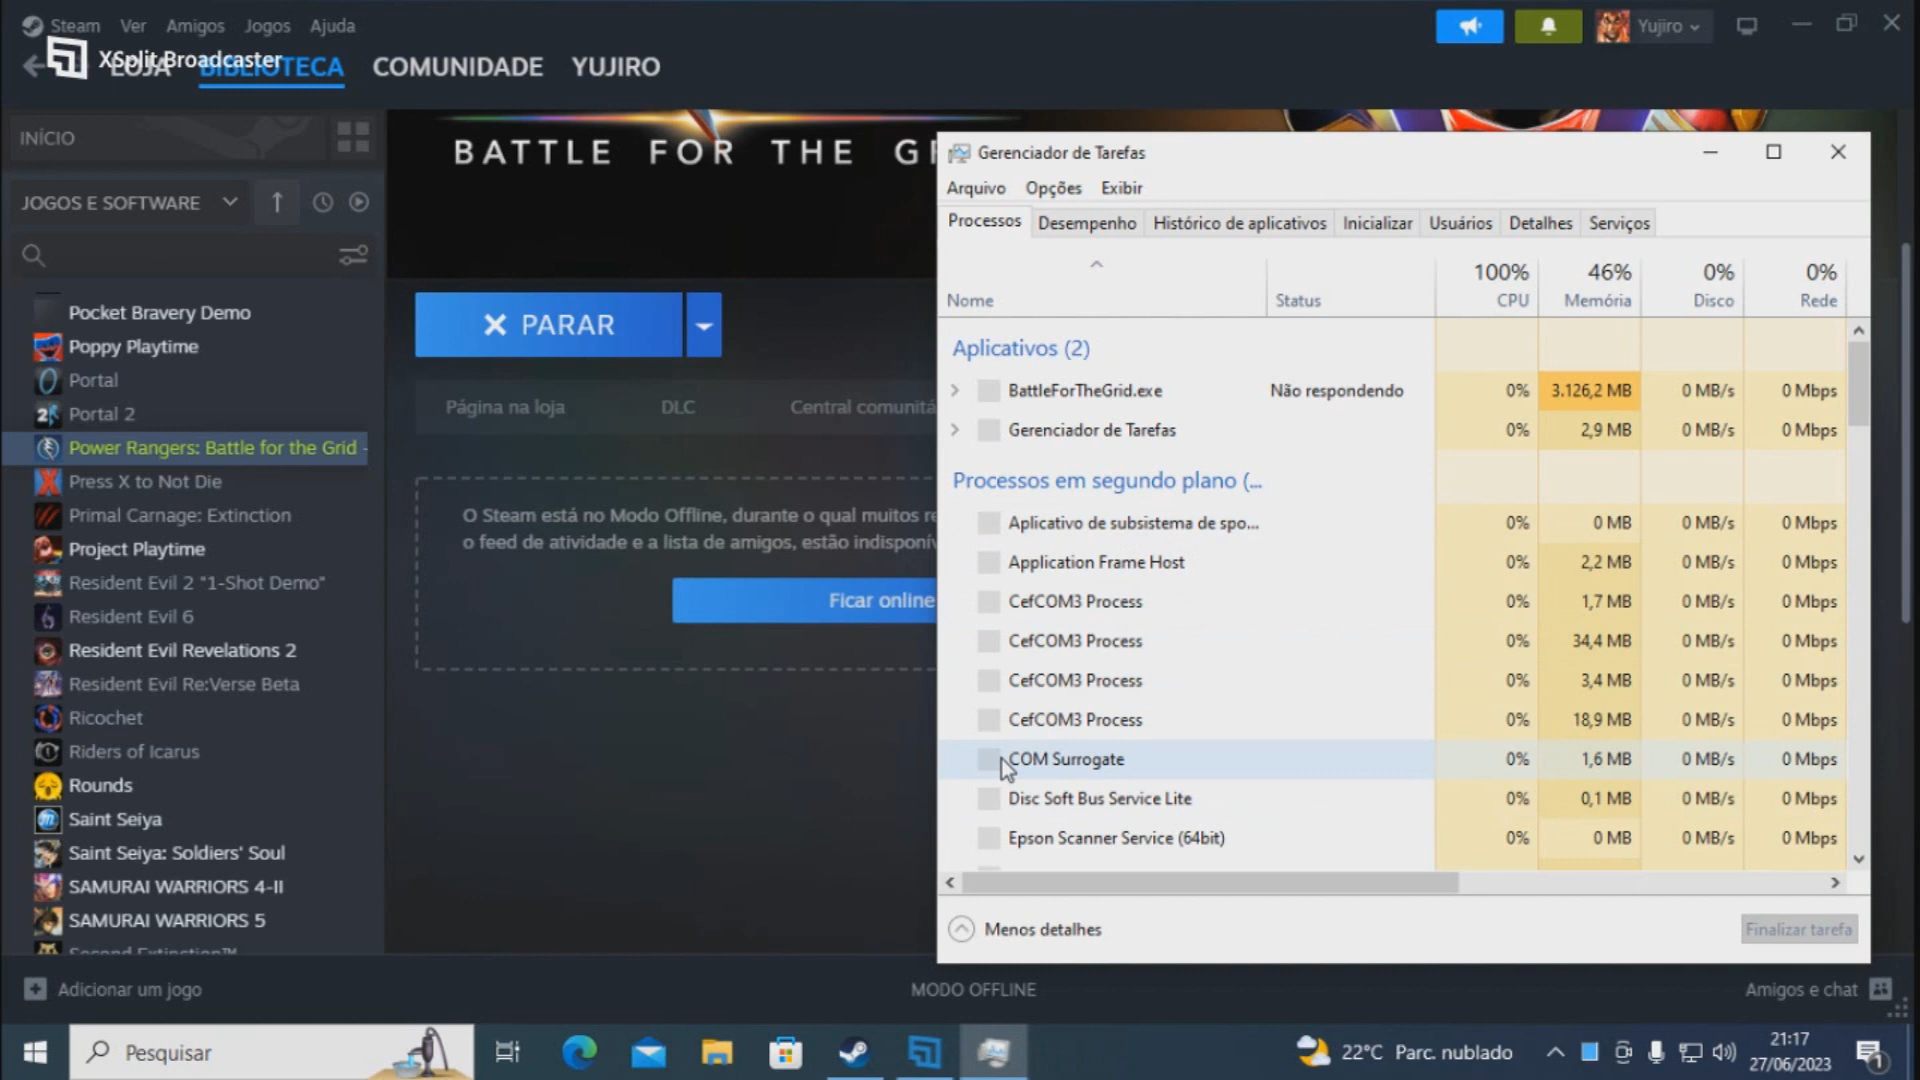 Steam Ver Amigos Jogos Ajuda
Yujiro
XSplit Broadcaster
LOJA BIBLIOTECA COMUNIDADE YUJIRO
INÍCIO
JOGOS E SOFTWARE
Pocket Bravery Demo
Poppy Playtime
Portal
Portal 2
Power Rangers: Battle for the Grid -
Press X to Not Die
Primal Carnage: Extinction
Project Playtime
Resident Evil 2 "1-Shot Demo"
Resident Evil 6
Resident Evil Revelations 2
Resident Evil Re:Verse Beta
Ricochet
Riders of Icarus
Rounds
Saint Seiya
Saint Seiya: Soldiers' Soul
SAMURAI WARRIORS 4-II
SAMURAI WARRIORS 5
Second Extinction™
BATTLE FOR THE
PARAR
Página na loja DLC Central comunitá
O Steam está no Modo Offline, durante o qual muitos re
o feed de atividade e a lista de amigos, estão indisponív
Ficar online
Gerenciador de Tarefas
Arquivo Opções Exibir
Processos Desempenho Histórico de aplicativos Inicializar Usuários Detalhes Serviços
100% 46% 0% 0%
Nome Status CPU Memória Disco Rede
Aplicativos (2)
BattleForTheGrid.exe Não respondendo 0% 3.126,2 MB 0 MB/s 0 Mbps
Gerenciador de Tarefas 0% 2,9 MB 0 MB/s 0 Mbps
Processos em segundo plano (...
Aplicativo de subsistema de spo... 0% 0 MB 0 MB/s 0 Mbps
Application Frame Host 0% 2,2 MB 0 MB/s 0 Mbps
CefCOM3 Process 0% 1,7 MB 0 MB/s 0 Mbps
CefCOM3 Process 0% 34,4 MB 0 MB/s 0 Mbps
CefCOM3 Process 0% 3,4 MB 0 MB/s 0 Mbps
CefCOM3 Process 0% 18,9 MB 0 MB/s 0 Mbps
COM Surrogate 0% 1,6 MB 0 MB/s 0 Mbps
Disc Soft Bus Service Lite 0% 0,1 MB 0 MB/s 0 Mbps
Epson Scanner Service (64bit) 0% 0 MB 0 MB/s 0 Mbps
Menos detalhes Finalizar tarefa
Adicionar um jogo MODO OFFLINE Amigos e chat
Pesquisar 22°C Parc. nublado 21:17
27/06/2023
1